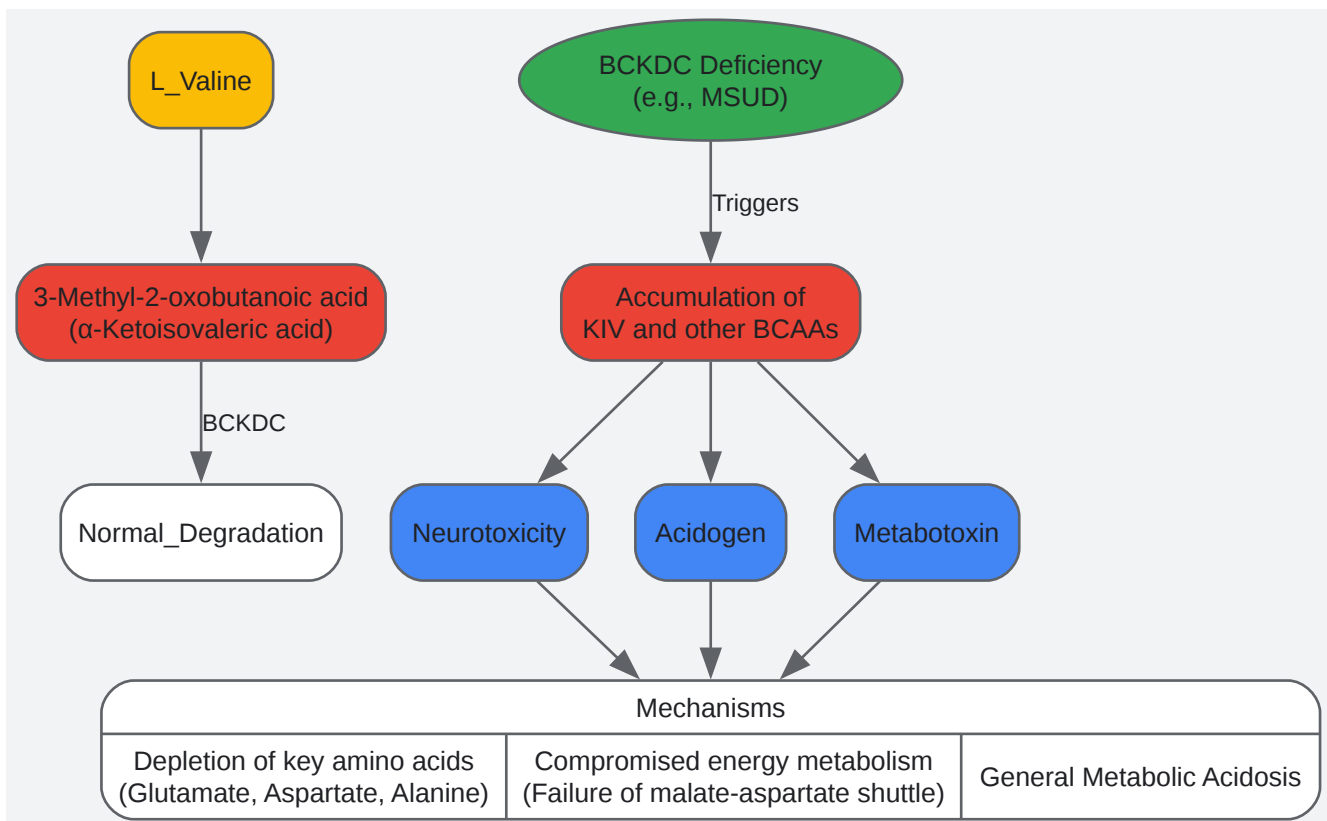 L_Valine
BCKDC Deficiency
(e.g., MSUD)
Triggers
3-Methyl-2-oxobutanoic acid
(α-Ketoisovaleric acid)
Accumulation of
KIV and other BCAAs
BCKDC
Normal_Degradation
Neurotoxicity
Acidogen
Metabotoxin
Mechanisms
Depletion of key amino acids
(Glutamate, Aspartate, Alanine)
Compromised energy metabolism
(Failure of malate-aspartate shuttle)
General Metabolic Acidosis